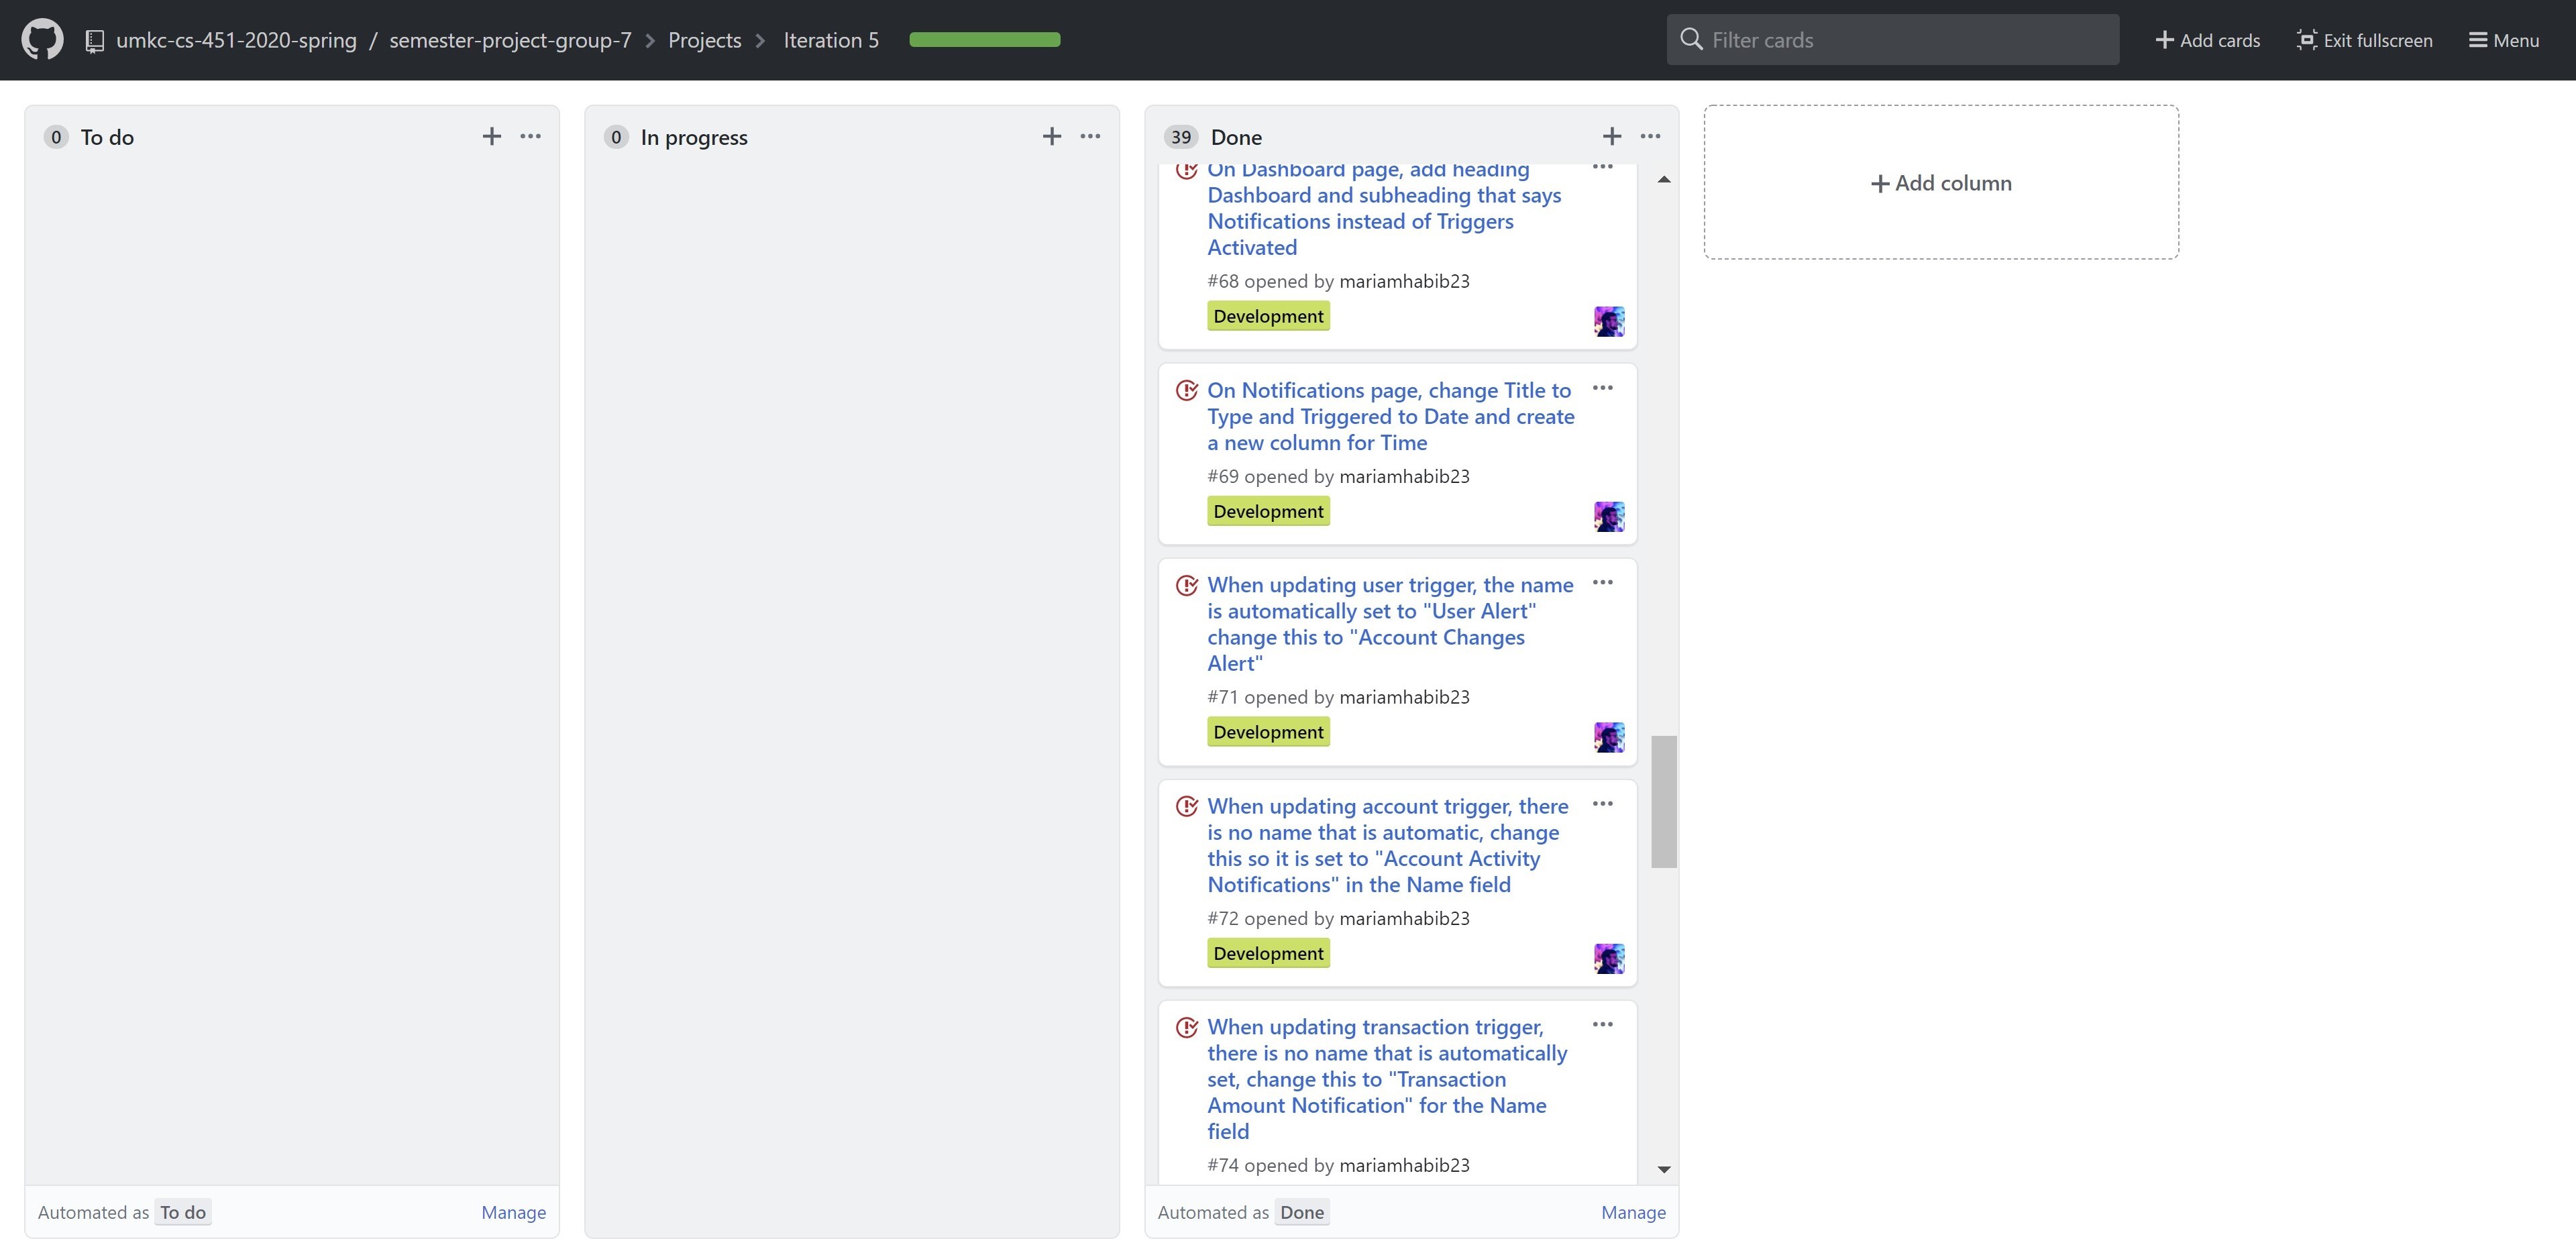 umkc-cs-451-2020-spring / semester-project-group-7 > Projects > Iteration 5
Filter cards
+ Add cards
Exit fullscreen
Menu
0 To do
0 In progress
39 Done
+ Add column
On Dashboard page, add heading
Dashboard and subheading that says
Notifications instead of Triggers
Activated
#68 opened by mariamhabib23
Development
On Notifications page, change Title to
Type and Triggered to Date and create
a new column for Time
#69 opened by mariamhabib23
Development
When updating user trigger, the name
is automatically set to "User Alert"
change this to "Account Changes
Alert"
#71 opened by mariamhabib23
Development
When updating account trigger, there
is no name that is automatic, change
this so it is set to "Account Activity
Notifications" in the Name field
#72 opened by mariamhabib23
Development
When updating transaction trigger,
there is no name that is automatically
set, change this to "Transaction
Amount Notification" for the Name
field
#74 opened by mariamhabib23
Automated as To do
Manage
Automated as Done
Manage